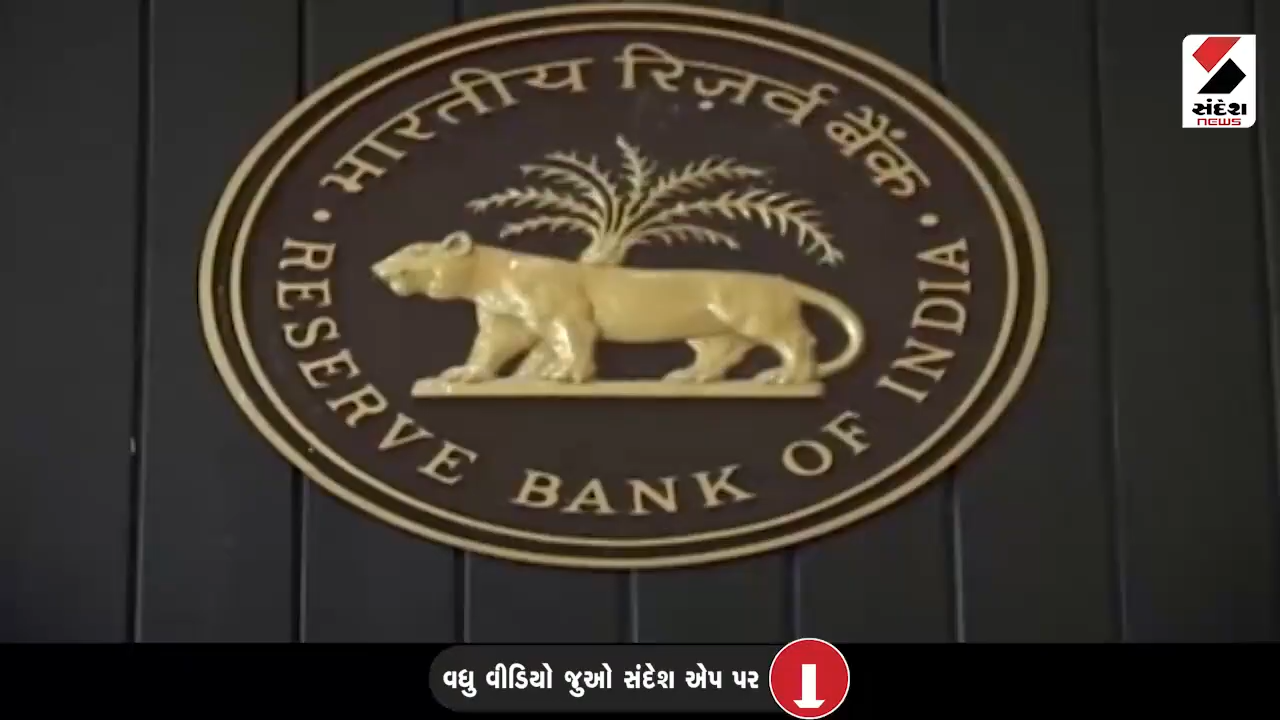 भारतीय रिज़र्व बैंक
RESERVE BANK OF INDIA
સંદેશ
NEWS
વધુ વીડિયો જુઓ સંદેશ એપ પર